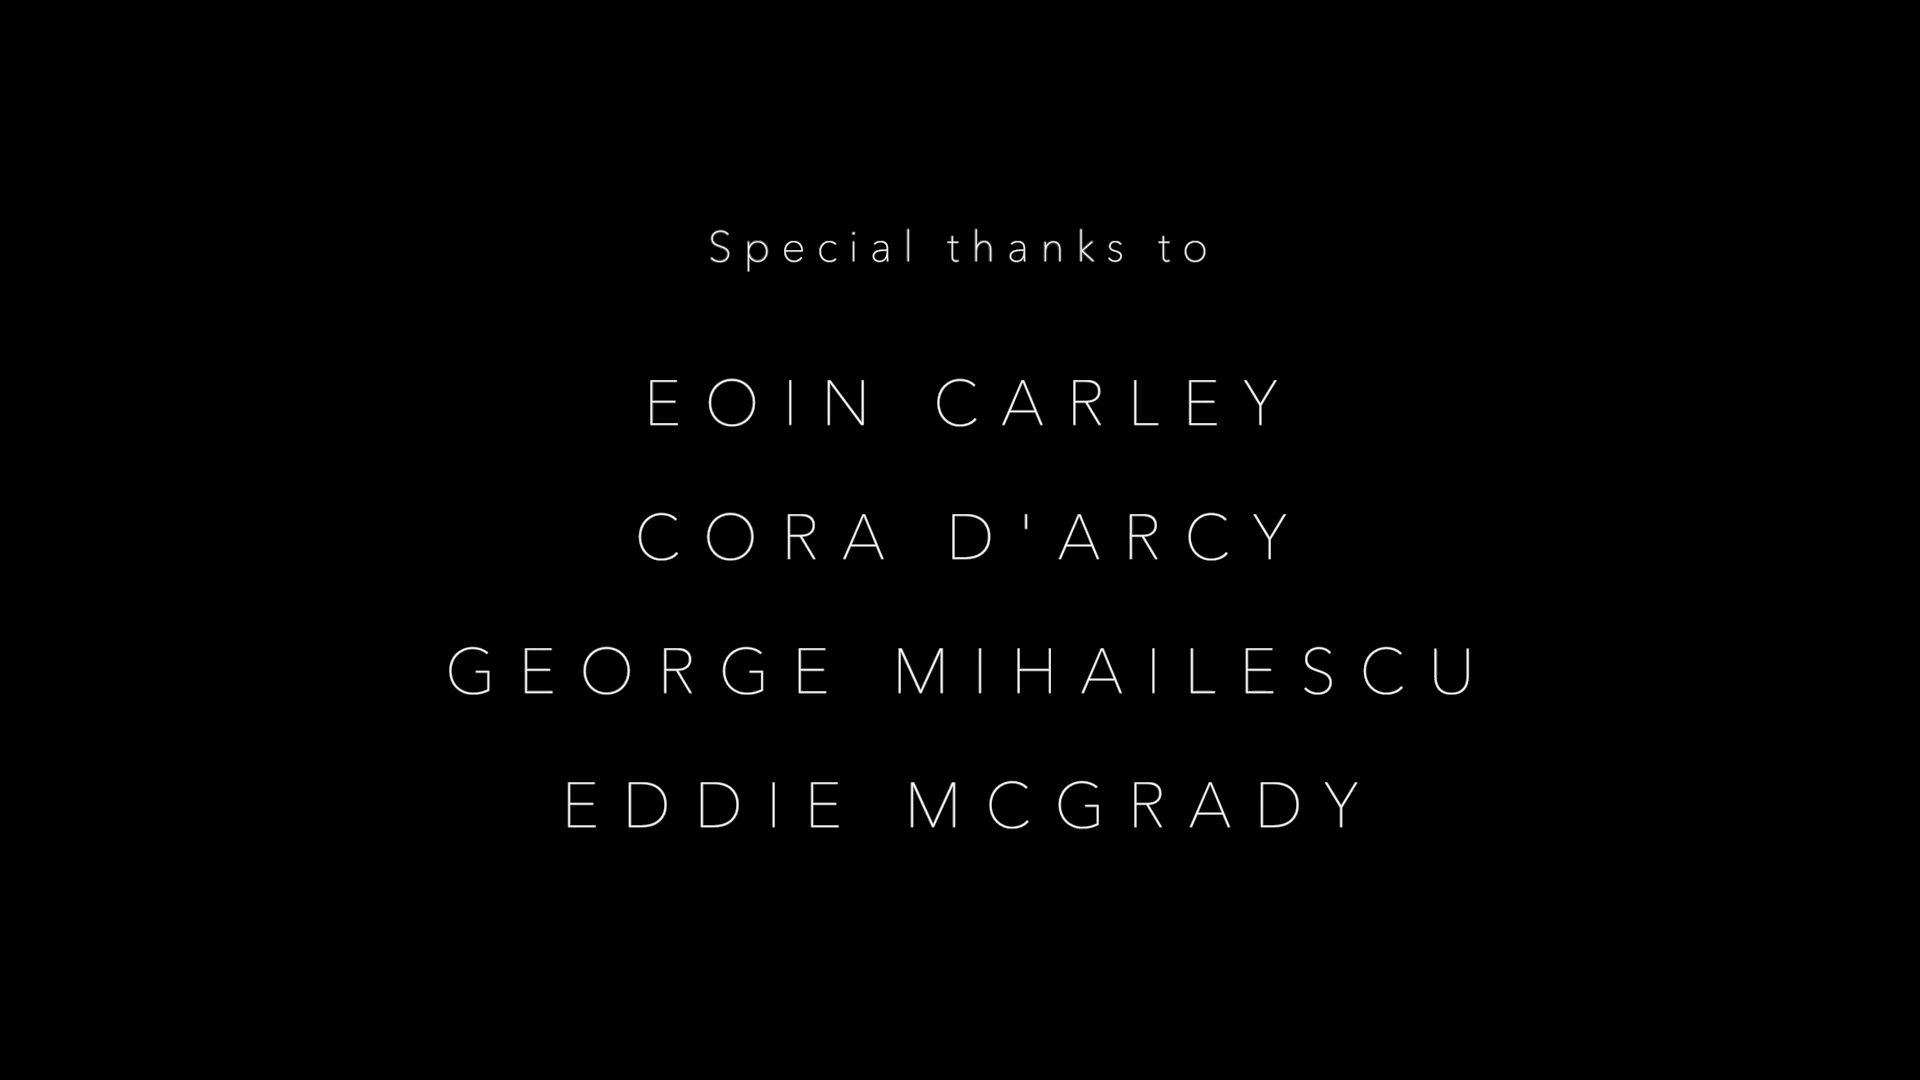 Special thanks to
EOIN CARLEY
CORA D'ARCY
GEORGE MIHAILESCU
EDDIE MCGRADY